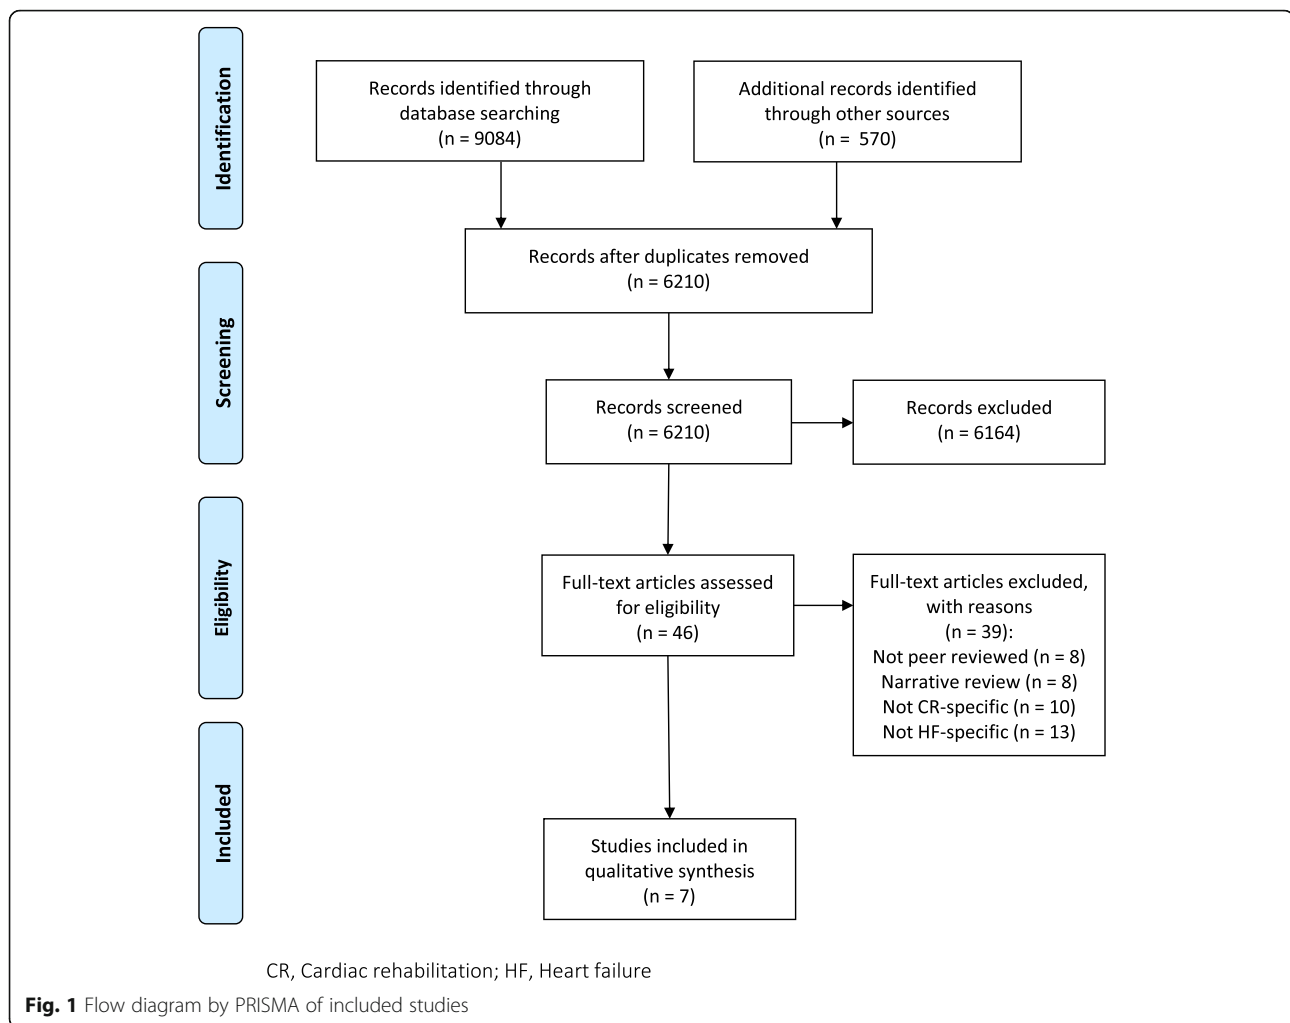 Identification
Records identified through
database searching
(n = 9084)
Additional records identified
through other sources
(n = 570)
Records after duplicates removed
(n = 6210)
Screening
Records screened
(n = 6210)
Records excluded
(n = 6164)
Eligibility
Full-text articles assessed
for eligibility
(n = 46)
Full-text articles excluded,
with reasons
(n = 39):
Not peer reviewed (n = 8)
Narrative review (n = 8)
Not CR-specific (n = 10)
Not HF-specific (n = 13)
Included
Studies included in
qualitative synthesis
(n = 7)
CR, Cardiac rehabilitation; HF, Heart failure
Fig. 1 Flow diagram by PRISMA of included studies